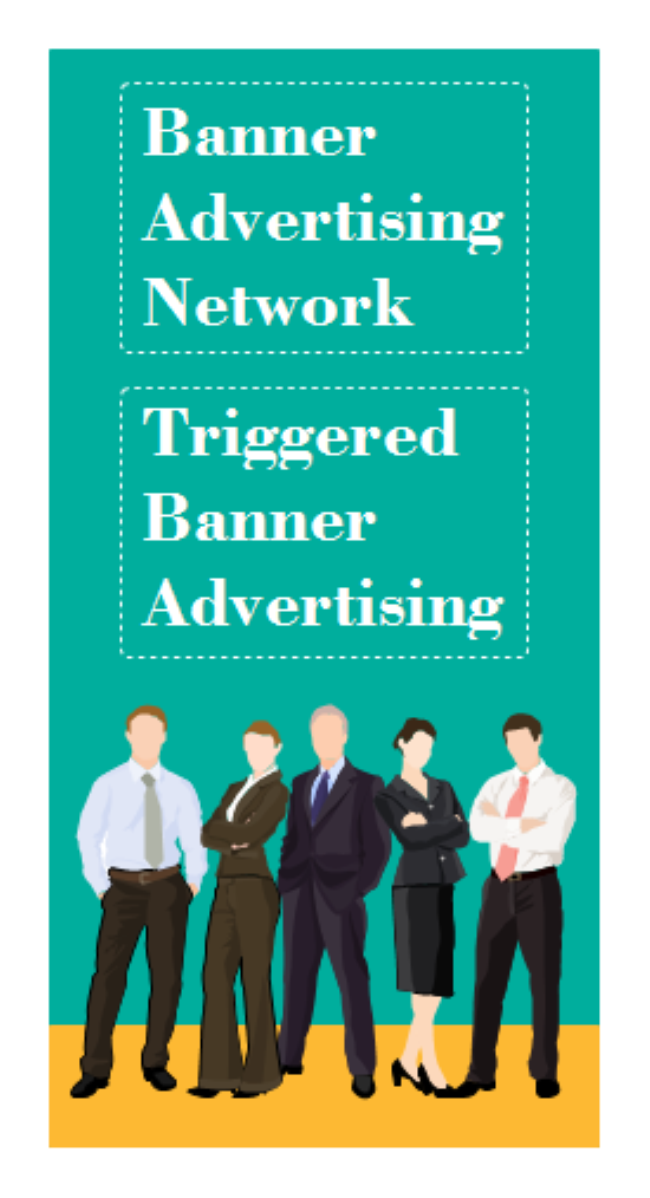 Banner
Advertising
Network
Triggered
Banner
Advertising